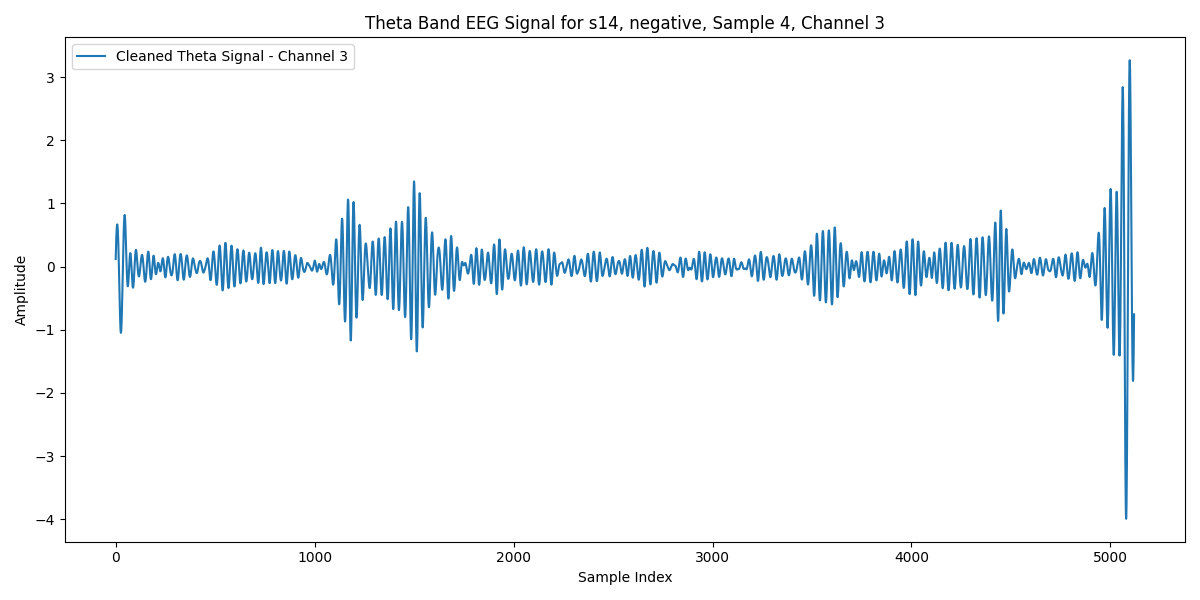 Theta Band EEG Signal for s14, negative, Sample 4, Channel 3
Cleaned Theta Signal - Channel 3
Amplitude
3
2
1
0
−1
−2
−3
−4
0 1000 2000 3000 4000 5000
Sample Index